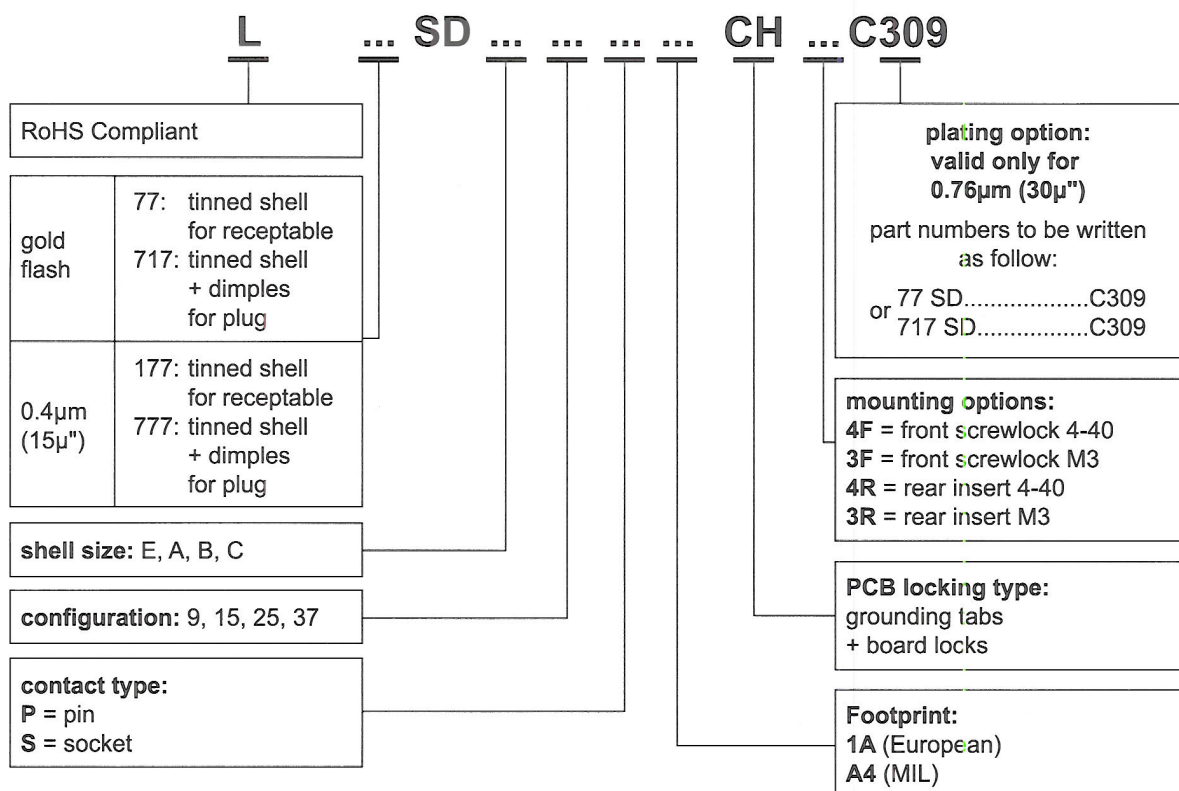 L ... SD ... ... ... ... CH ... C309
RoHS Compliant
gold
flash
77: tinned shell
for receptable
717: tinned shell
+ dimples
for plug
0.4µm
(15µ")
177: tinned shell
for receptable
777: tinned shell
+ dimples
for plug
shell size: E, A, B, C
configuration: 9, 15, 25, 37
contact type:
P = pin
S = socket
plating option:
valid only for
0.76µm (30µ")
part numbers to be written
as follow:
77 SD...................C309
or
717 SD.................C309
mounting options:
4F = front screwlock 4-40
3F = front screwlock M3
4R = rear insert 4-40
3R = rear insert M3
PCB locking type:
grounding tabs
+ board locks
Footprint:
1A (European)
A4 (MIL)